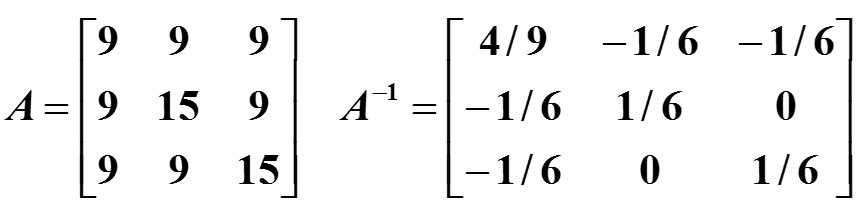 9 9 9 4/9 −1/6 −1/6
A = 9 15 9 A⁻¹ = −1/6 1/6 0
9 9 15 −1/6 0 1/6